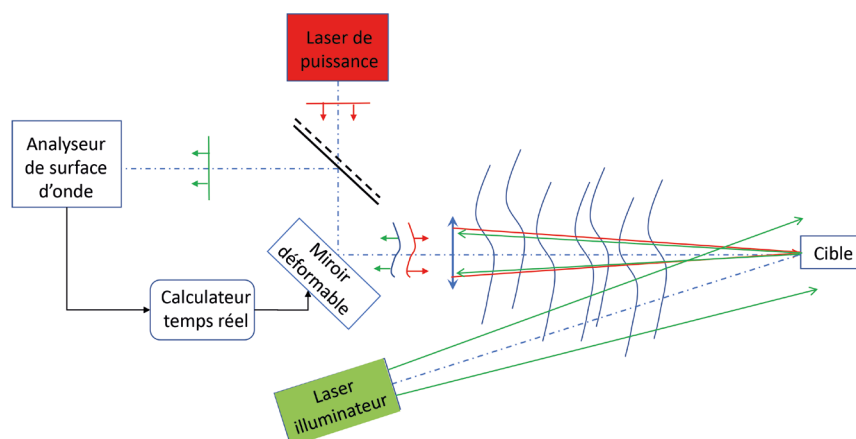 Laser de
puissance
Analyseur
de surface
d'onde
Miroir
déformable
Cible
Calculateur
temps réel
Laser
illuminateur